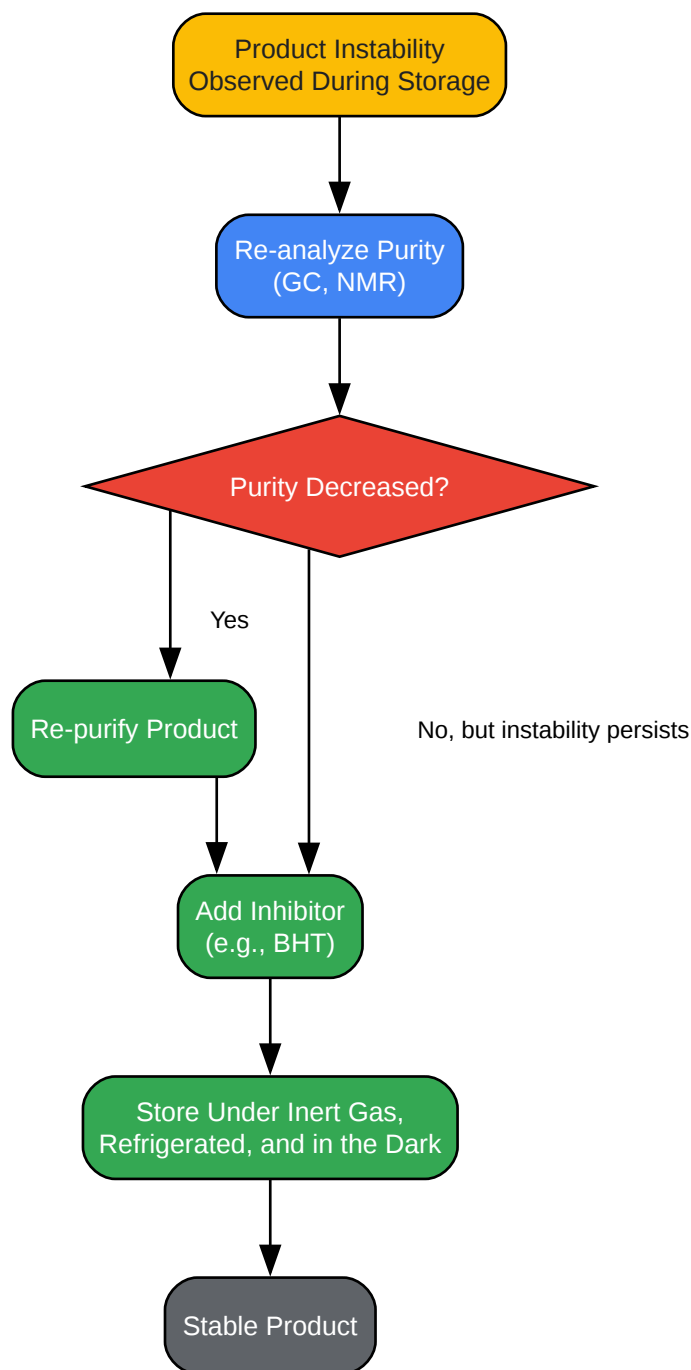 Product Instability
Observed During Storage
Re-analyze Purity
(GC, NMR)
Purity Decreased?
Yes
Re-purify Product
No, but instability persists
Add Inhibitor
(e.g., BHT)
Store Under Inert Gas,
Refrigerated, and in the Dark
Stable Product